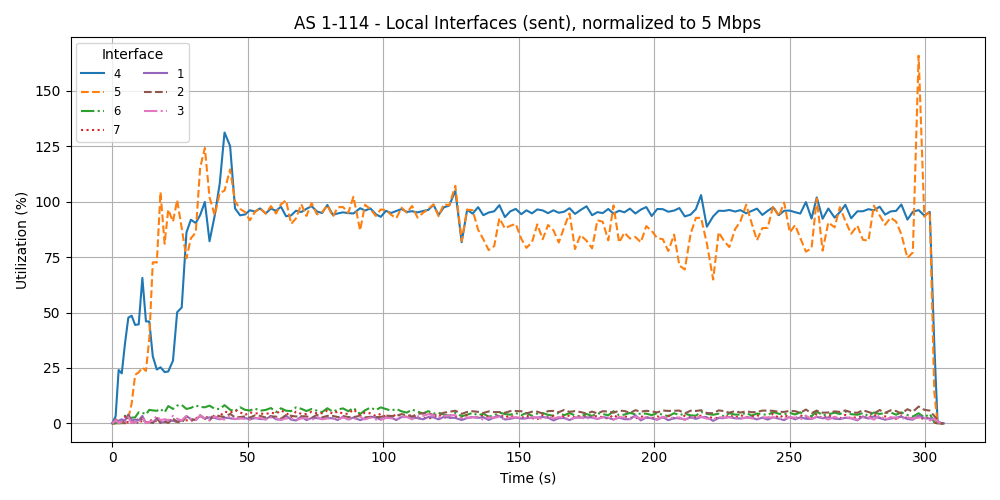 AS 1-114 - Local Interfaces (sent), normalized to 5 Mbps
Interface
4 1
5 2
6 3
7
Utilization (%)
150
125
100
75
50
25
0
0 50 100 150 200 250 300
Time (s)